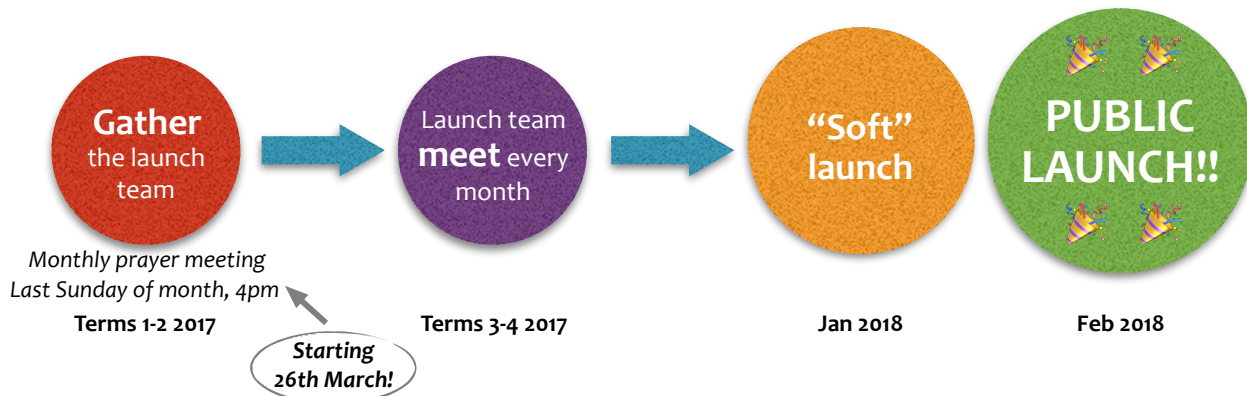 Gather
the launch
team
Launch team
meet every
month
“Soft”
launch
PUBLIC
LAUNCH!!
Monthly prayer meeting
Last Sunday of month, 4pm
Terms 1-2 2017
Terms 3-4 2017
Jan 2018
Feb 2018
Starting
26th March!